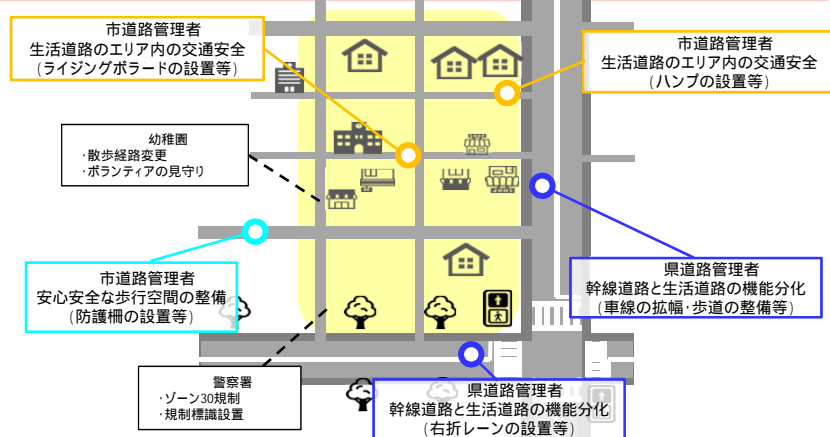 市道路管理者
生活道路のエリア内の交通安全
(ライジングボラードの設置等)
市道路管理者
生活道路のエリア内の交通安全
(ハンプの設置等)
幼稚園
・散歩経路変更
・ボランティアの見守り
市道路管理者
安心安全な歩行空間の整備
(防護柵の設置等)
県道路管理者
幹線道路と生活道路の機能分化
(車線の拡幅・歩道の整備等)
警察署
・ゾーン30規制
・規制標識設置
県道路管理者
幹線道路と生活道路の機能分化
(右折レーンの設置等)